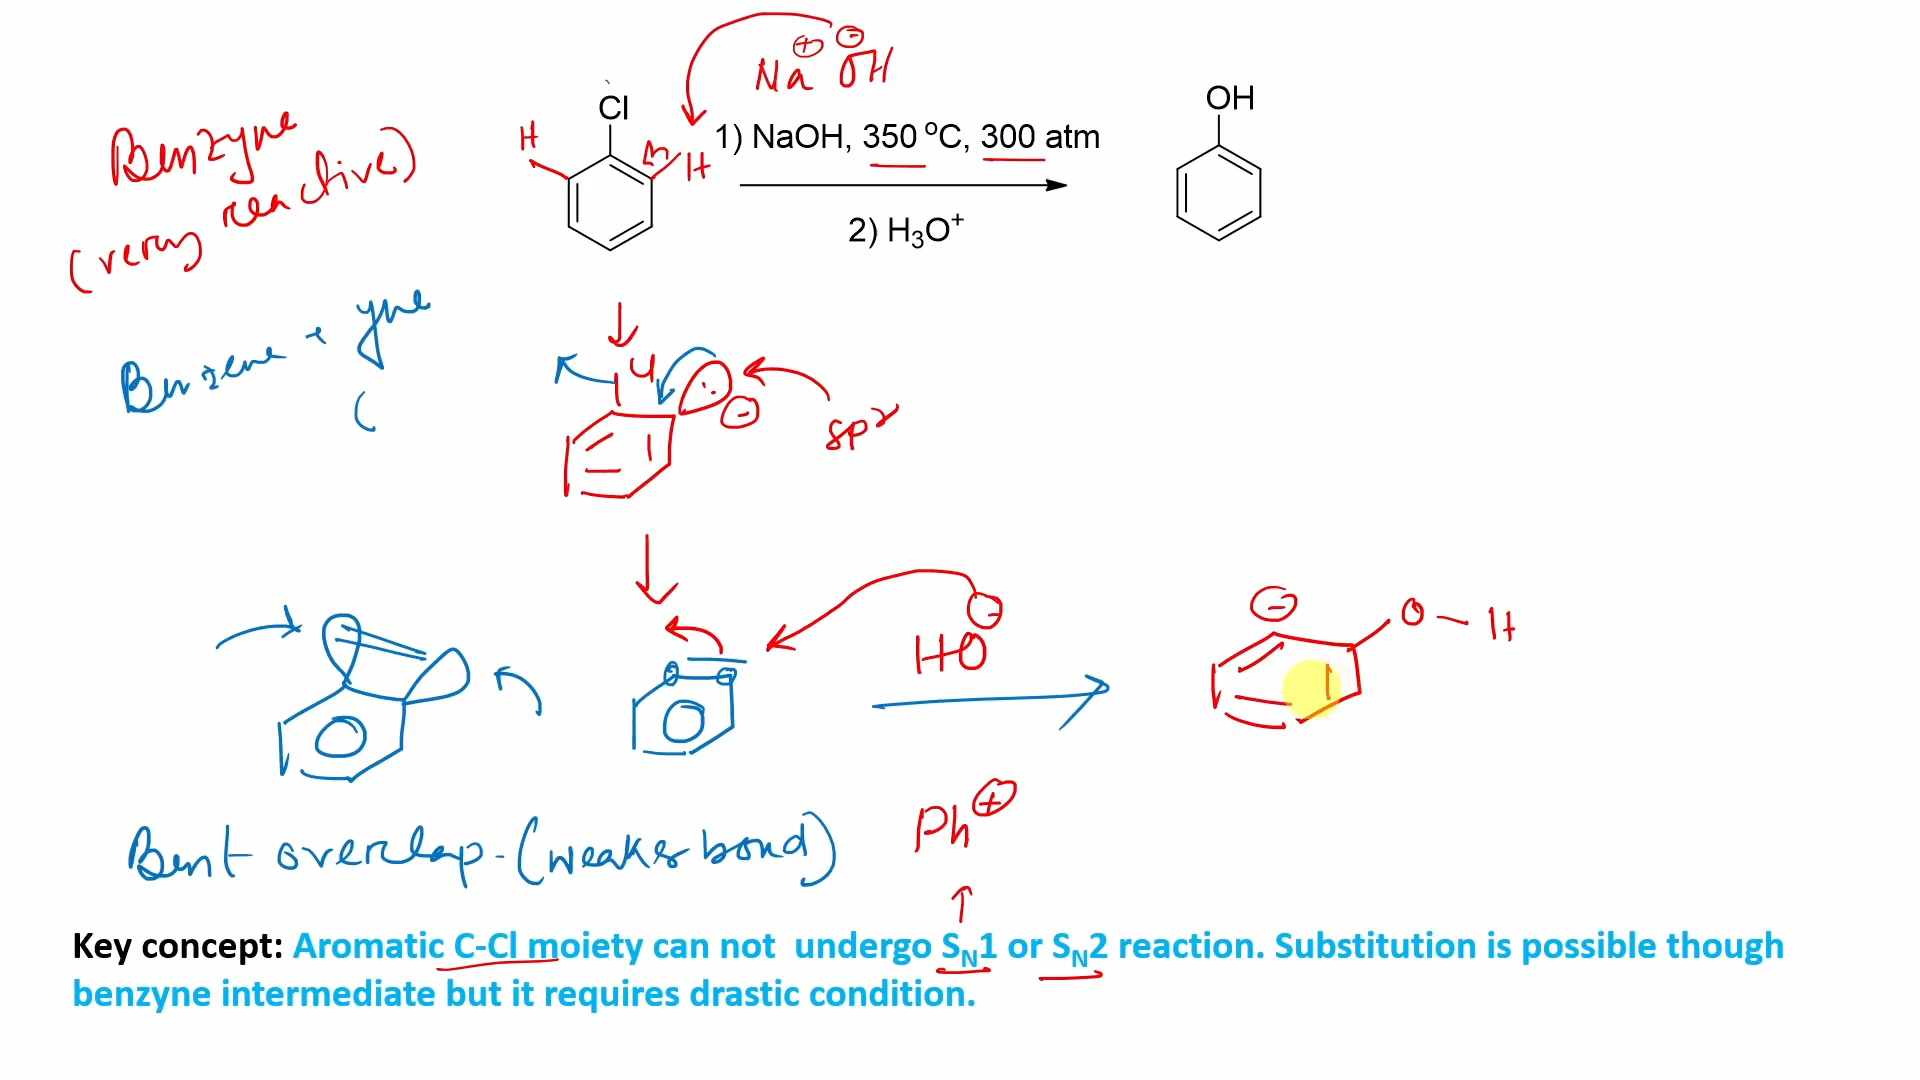 Na⊕ OH⊖
Benzyne
(very reactive)
Cl
H
H
1) NaOH, 350 °C, 300 atm
2) H₃O⁺
OH
Benzene + yne
(
Cl
⊖
sp2
⊖
HO
⊖
O - H
Ph⊕
Bent overlap - (weaker bond)
Key concept: Aromatic C-Cl moiety can not undergo SN1 or SN2 reaction. Substitution is possible though
benzyne intermediate but it requires drastic condition.